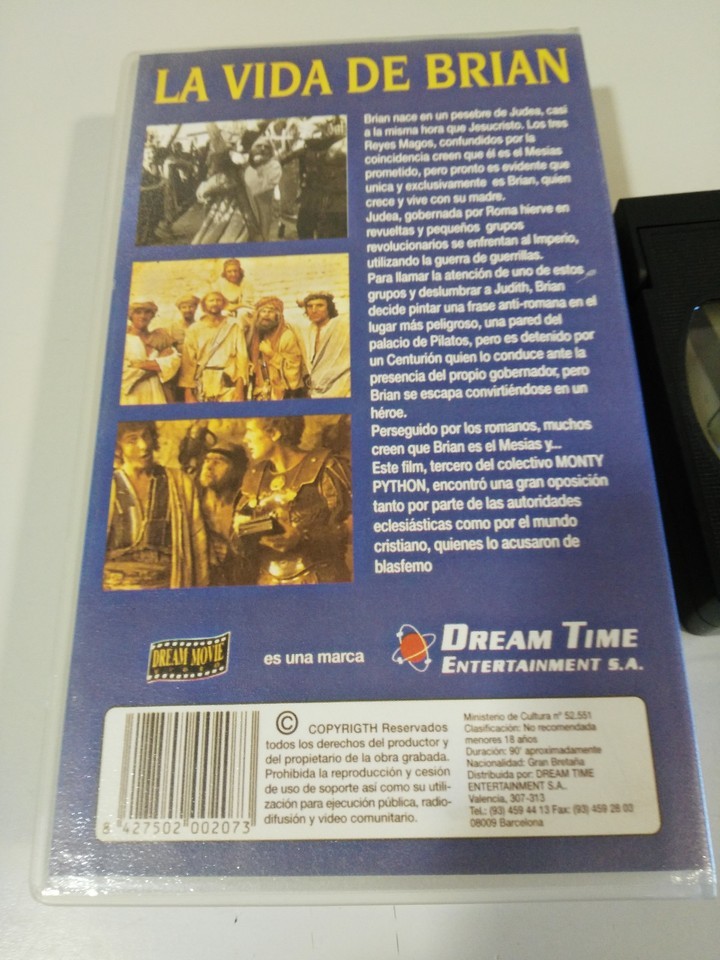 LA VIDA DE BRIAN
Brian nace en un pesebre de Judea, casi
a la misma hora que Jesucristo. Los tres
Reyes Magos, confundidos por la
coincidencia creen que él es el Mesias
prometido, pero pronto es evidente que
unica y exclusivamente es Brian, quien
crece y vive con su madre.
Judea, gobernada por Roma hierve en
revueltas y pequeños grupos
revolucionarios se enfrentan al Imperio,
utilizando la guerra de guerrillas.
Para llamar la atención de uno de estos
grupos y deslumbrar a Judith, Brian
decide pintar una frase anti-romana en el
lugar más peligroso, una pared del
palacio de Pilatos, pero es detenido por
un Centurión quien lo conduce ante la
presencia del propio gobernador, pero
Brian se escapa convirtiéndose en un
héroe.
Perseguido por los romanos, muchos
creen que Brian es el Mesias y...
Este film, tercero del colectivo MONTY
PYTHON, encontró una gran oposición
tanto por parte de las autoridades
eclesiásticas como por el mundo
cristiano, quienes lo acusaron de
blasfemo
DREAM MOVIE
VIDEO
es una marca
DREAM TIME
ENTERTAINMENT S.A.
© COPYRIGTH Reservados
todos los derechos del productor y
del propietario de la obra grabada.
Prohibida la reproducción y cesión
de uso de soporte así como su utili-
zación para ejecución pública, radio-
difusión y video comunitario.
8 427502 002073
Ministerio de Cultura nº 52.551
Clasificación: No recomendada
menores 18 años
Duración: 90' aproximadamente
Nacionalidad: Gran Bretaña
Distribuida por: DREAM TIME
ENTERTAINMENT S.A.
Valencia, 307-313
Tel.: (93) 459 44 13 Fax: (93) 459 28 03
08009 Barcelona